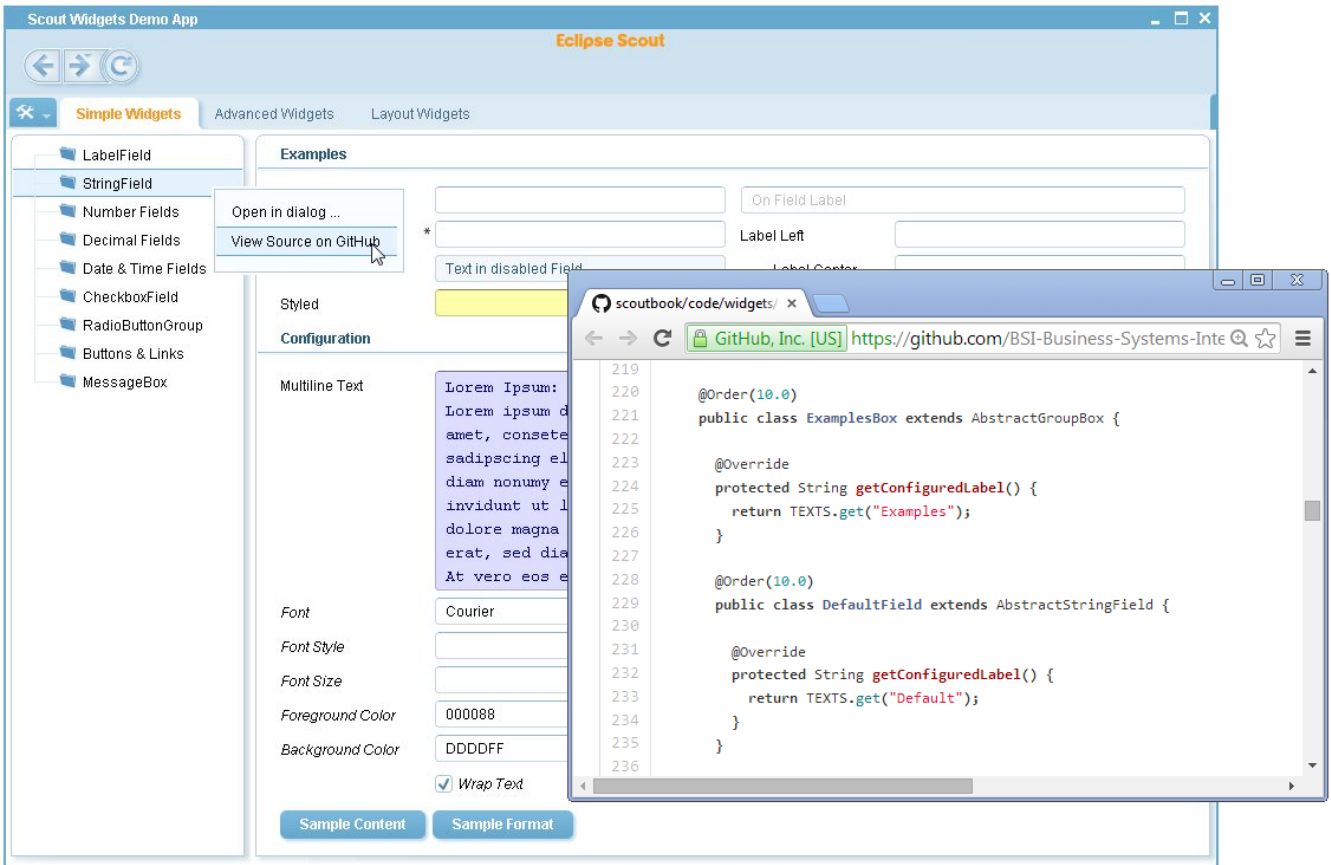 Scout Widgets Demo App
Eclipse Scout
Simple Widgets
Advanced Widgets
Layout Widgets
LabelField
StringField
Number Fields
Decimal Fields
Date & Time Fields
CheckboxField
RadioButtonGroup
Buttons & Links
MessageBox
Open in dialog ...
View Source on GitHub
Examples
On Field Label
*
Label Left
Text in disabled Field
Label Center
Styled
Configuration
Multiline Text
Lorem Ipsum:
Lorem ipsum d
amet, consete
sadipscing el
diam nonumy e
invidunt ut l
dolore magna
erat, sed dia
At vero eos e
Font
Courier
Font Style
Font Size
Foreground Color
000088
Background Color
DDDDFF
Wrap Text
Sample Content
Sample Format
scoutbook/code/widgets/
GitHub, Inc. [US] https://github.com/BSI-Business-Systems-Inte
219
220 @Order(10.0)
221 public class ExamplesBox extends AbstractGroupBox {
222
223 @Override
224 protected String getConfiguredLabel() {
225 return TEXTS.get("Examples");
226 }
227
228 @Order(10.0)
229 public class DefaultField extends AbstractStringField {
230
231 @Override
232 protected String getConfiguredLabel() {
233 return TEXTS.get("Default");
234 }
235 }
236